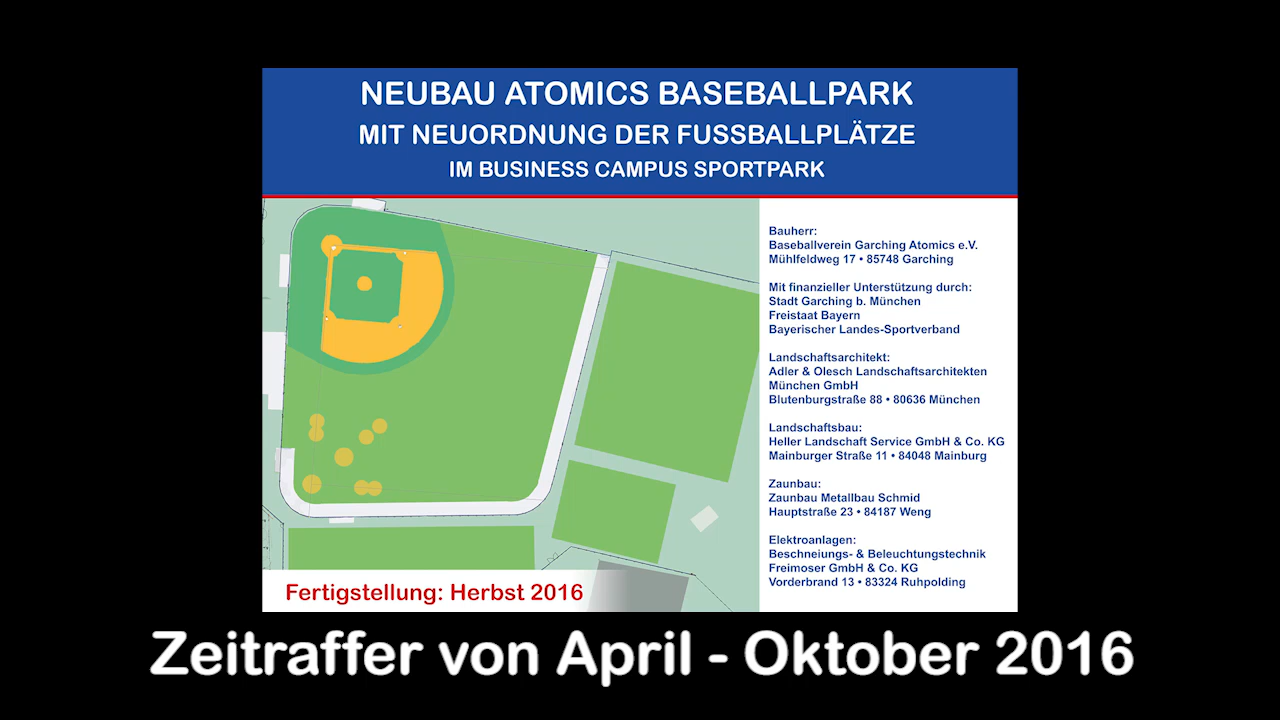 NEUBAU ATOMICS BASEBALLPARK
MIT NEUORDNUNG DER FUSSBALLPLÄTZE
IM BUSINESS CAMPUS SPORTPARK
Bauherr:
Baseballverein Garching Atomics e.V.
Mühlfeldweg 17 • 85748 Garching
Mit finanzieller Unterstützung durch:
Stadt Garching b. München
Freistaat Bayern
Bayerischer Landes-Sportverband
Landschaftsarchitekt:
Adler & Olesch Landschaftsarchitekten
München GmbH
Blutenburgstraße 88 • 80636 München
Landschaftsbau:
Heller Landschaft Service GmbH & Co. KG
Mainburger Straße 11 • 84048 Mainburg
Zaunbau:
Zaunbau Metallbau Schmid
Hauptstraße 23 • 84187 Weng
Elektroanlagen:
Beschneiungs- & Beleuchtungstechnik
Freimoser GmbH & Co. KG
Vorderbrand 13 • 83324 Ruhpolding
Fertigstellung: Herbst 2016
Zeitraffer von April - Oktober 2016